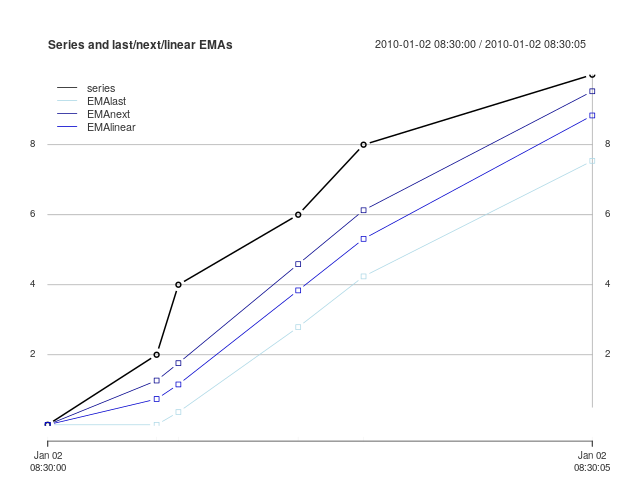 Series and last/next/linear EMAs
2010-01-02 08:30:00 / 2010-01-02 08:30:05
series
EMAlast
EMAnext
EMAlinear
8
8
6
6
4
4
2
2
Jan 02
08:30:00
Jan 02
08:30:05